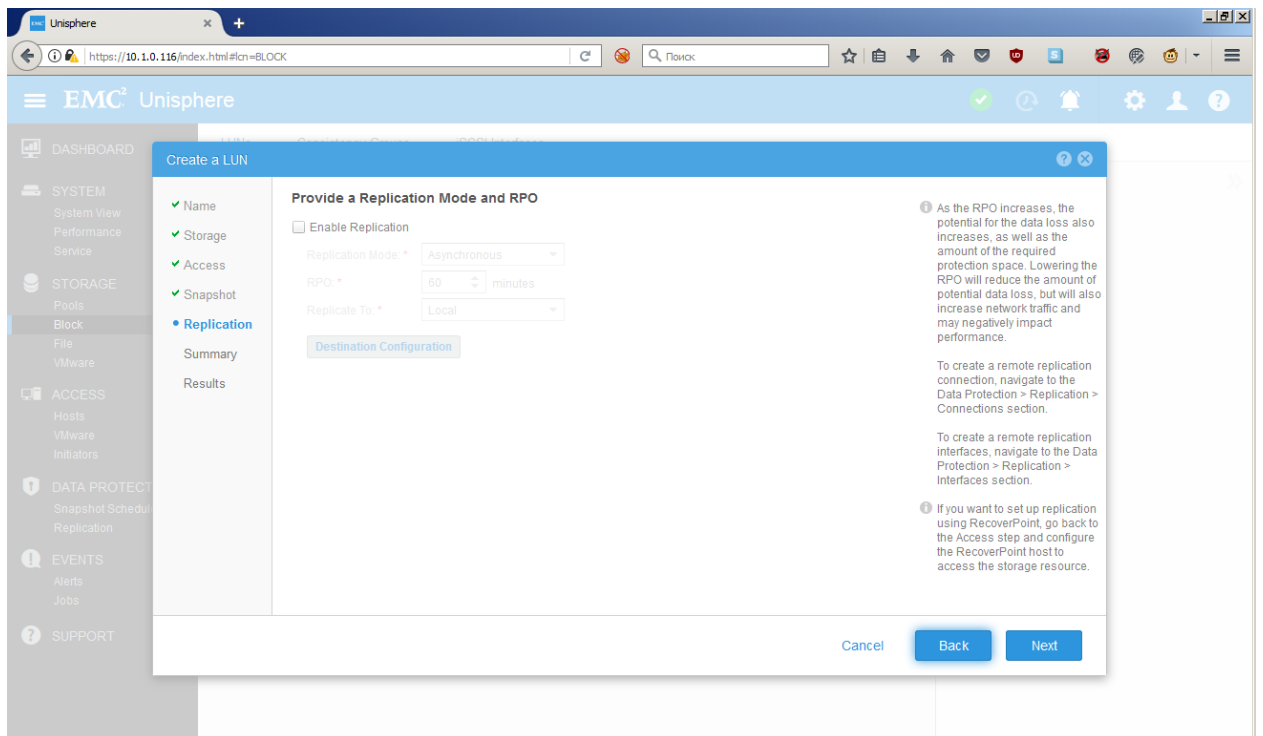 Unisphere
https://10.1.0.116/index.html#lcn=BLOCK
Поиск
EMC² Unisphere
DASHBOARD
SYSTEM
System View
Performance
Service
STORAGE
Pools
Block
File
VMware
ACCESS
Hosts
VMware
Initiators
DATA PROTECT
Snapshot Schedul
Replication
EVENTS
Alerts
Jobs
SUPPORT
Create a LUN
Name
Storage
Access
Snapshot
Replication
Summary
Results
Provide a Replication Mode and RPO
Enable Replication
Replication Mode: * Asynchronous
RPO: * 60 minutes
Replicate To: * Local
Destination Configuration
As the RPO increases, the
potential for the data loss also
increases, as well as the
amount of the required
protection space. Lowering the
RPO will reduce the amount of
potential data loss, but will also
increase network traffic and
may negatively impact
performance.
To create a remote replication
connection, navigate to the
Data Protection > Replication >
Connections section.
To create a remote replication
interfaces, navigate to the Data
Protection > Replication >
Interfaces section.
If you want to set up replication
using RecoverPoint, go back to
the Access step and configure
the RecoverPoint host to
access the storage resource.
Cancel Back Next